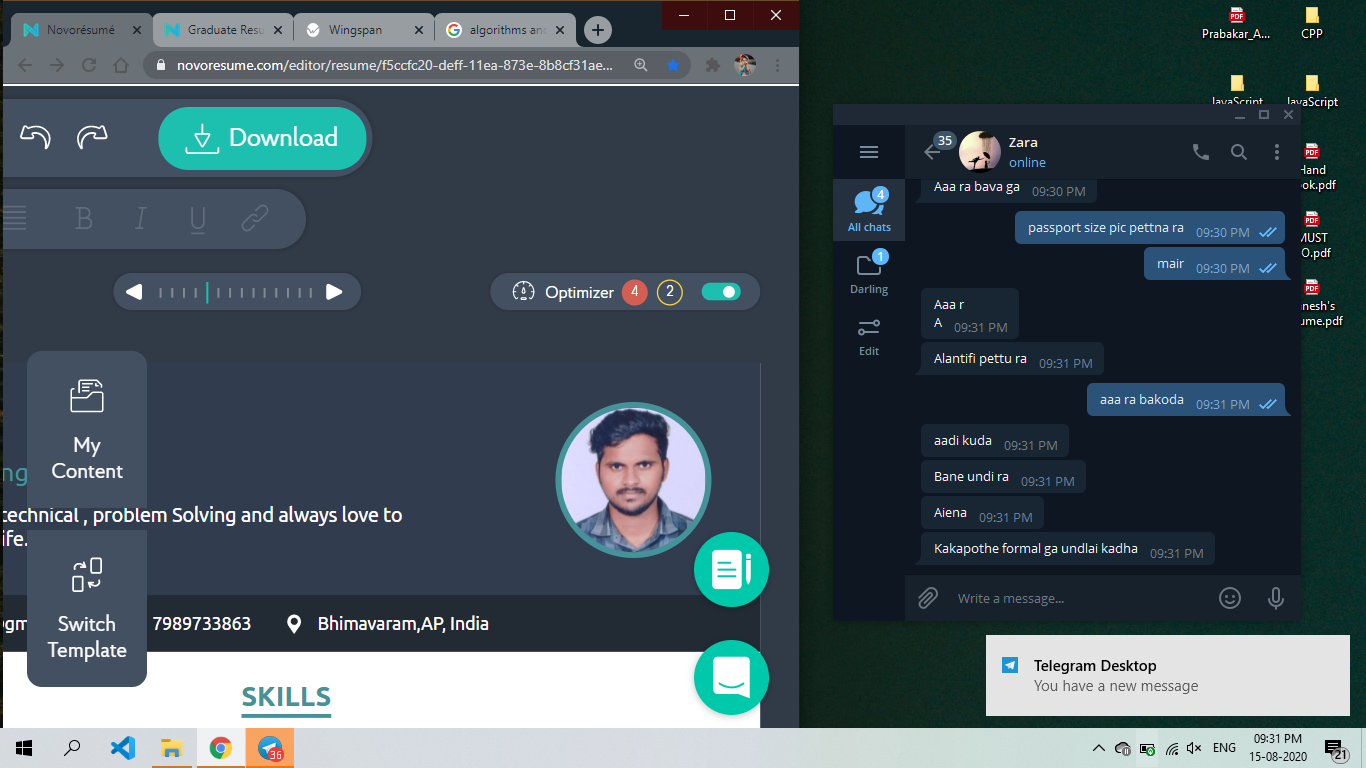 Novorésumé
Graduate Resu
Wingspan
algorithms ana
novoresume.com/editor/resume/f5ccfc20-deff-11ea-873e-8b8cf31ae...
Download
B I U
Optimizer 4 2
My
Content
technical , problem Solving and always love to
ife.
Switch
Template
7989733863
Bhimavaram,AP, India
SKILLS
Prabakar_A...
CPP
JavaScript
JavaScript
Hand
ook.pdf
MUST
O.pdf
anesh's
ume.pdf
35
Zara
online
4
All chats
1
Darling
Edit
Aaa ra bava ga 09:30 PM
passport size pic pettna ra 09:30 PM
mair 09:30 PM
Aaa r
A 09:31 PM
Alantifi pettu ra 09:31 PM
aaa ra bakoda 09:31 PM
aadi kuda 09:31 PM
Bane undi ra 09:31 PM
Aiena 09:31 PM
Kakapothe formal ga undlai kadha 09:31 PM
Write a message...
Telegram Desktop
You have a new message
36
ENG
09:31 PM
15-08-2020
21